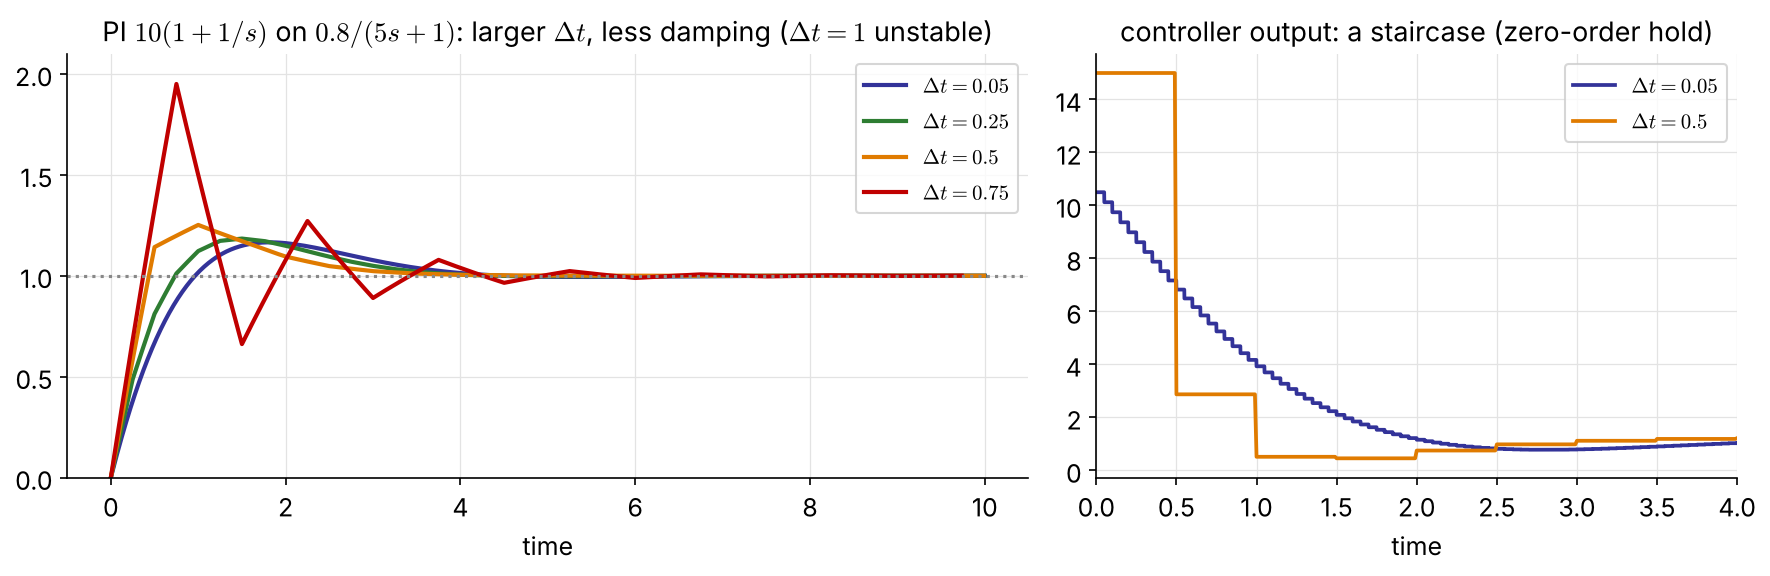 PI 10(1 + 1/s) on 0.8/(5s + 1): larger Δt, less damping (Δt = 1 unstable)
2.0
1.5
1.0
0.5
0.0
0 2 4 6 8 10
time
Δt = 0.05
Δt = 0.25
Δt = 0.5
Δt = 0.75
controller output: a staircase (zero-order hold)
14
12
10
8
6
4
2
0
0.0 0.5 1.0 1.5 2.0 2.5 3.0 3.5 4.0
time
Δt = 0.05
Δt = 0.5